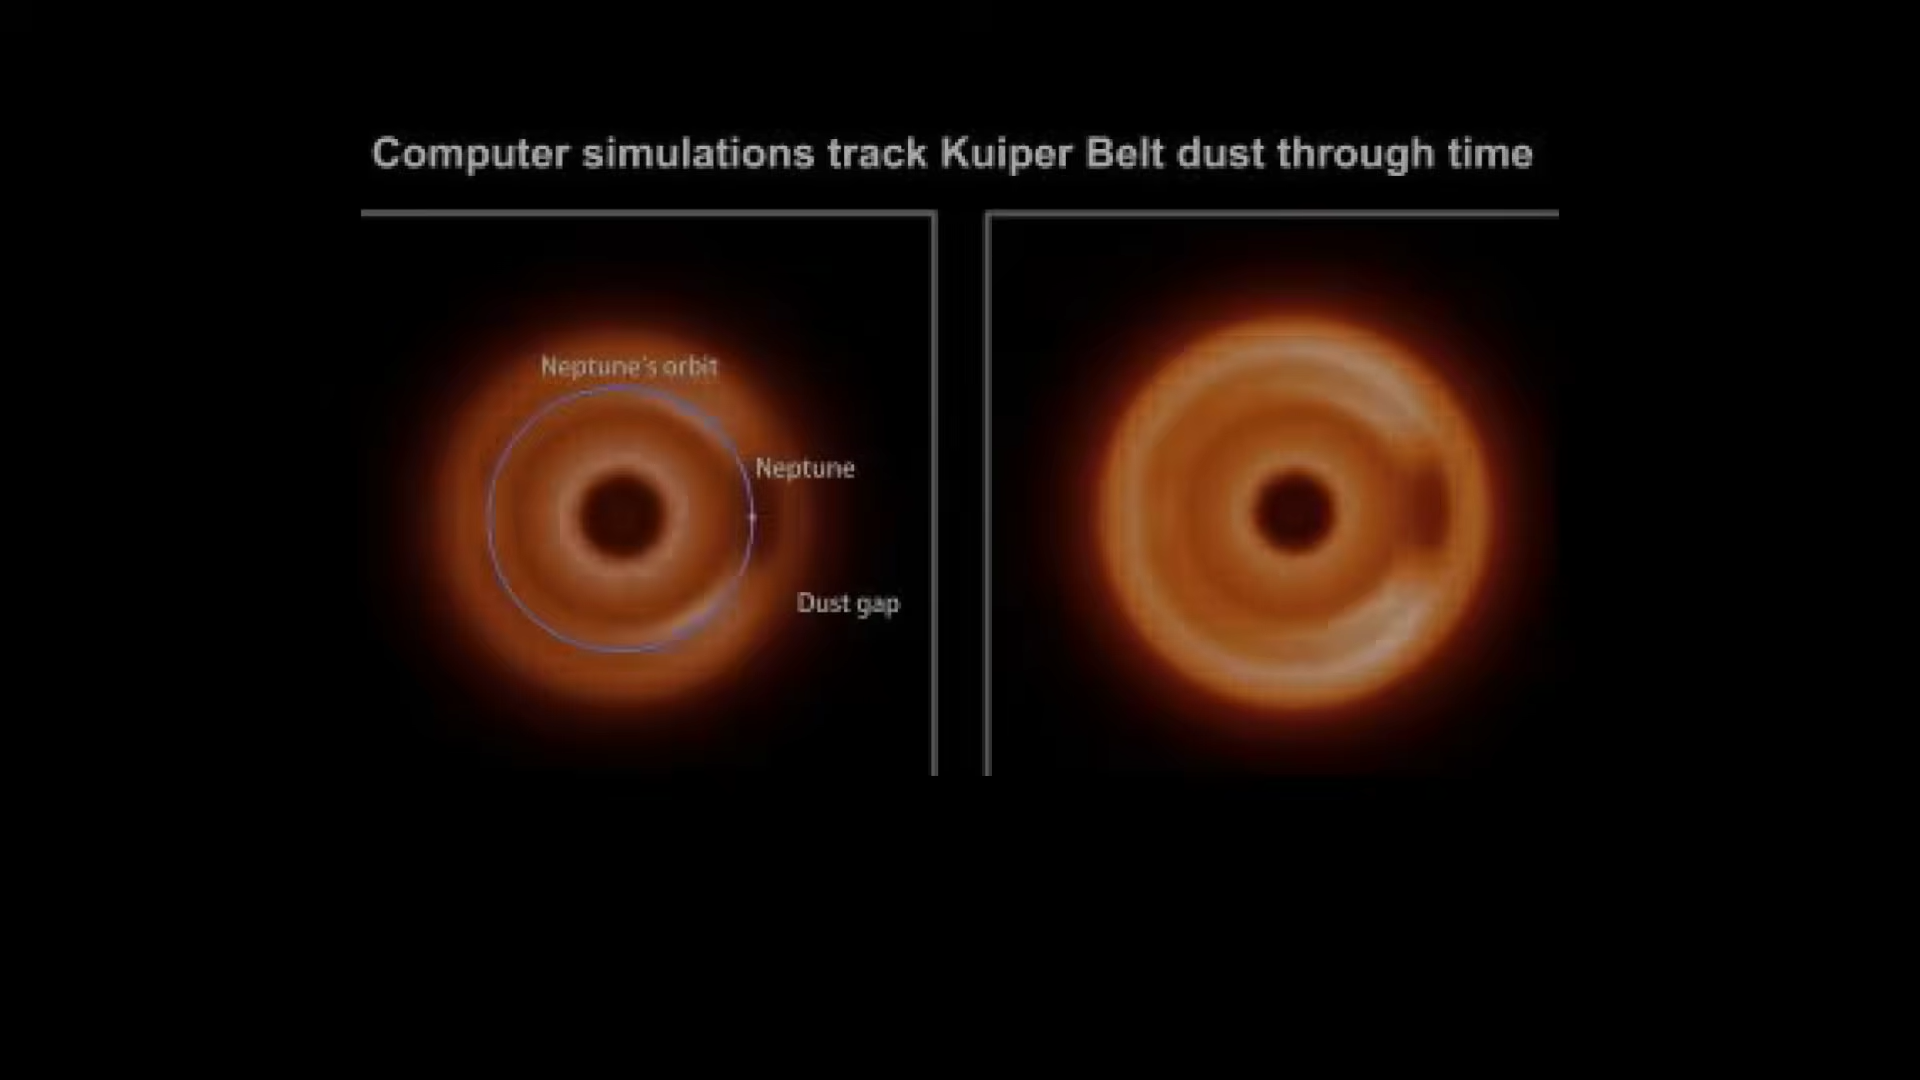 Computer simulations track Kuiper Belt dust through time
Neptune's orbit
Neptune
Dust gap